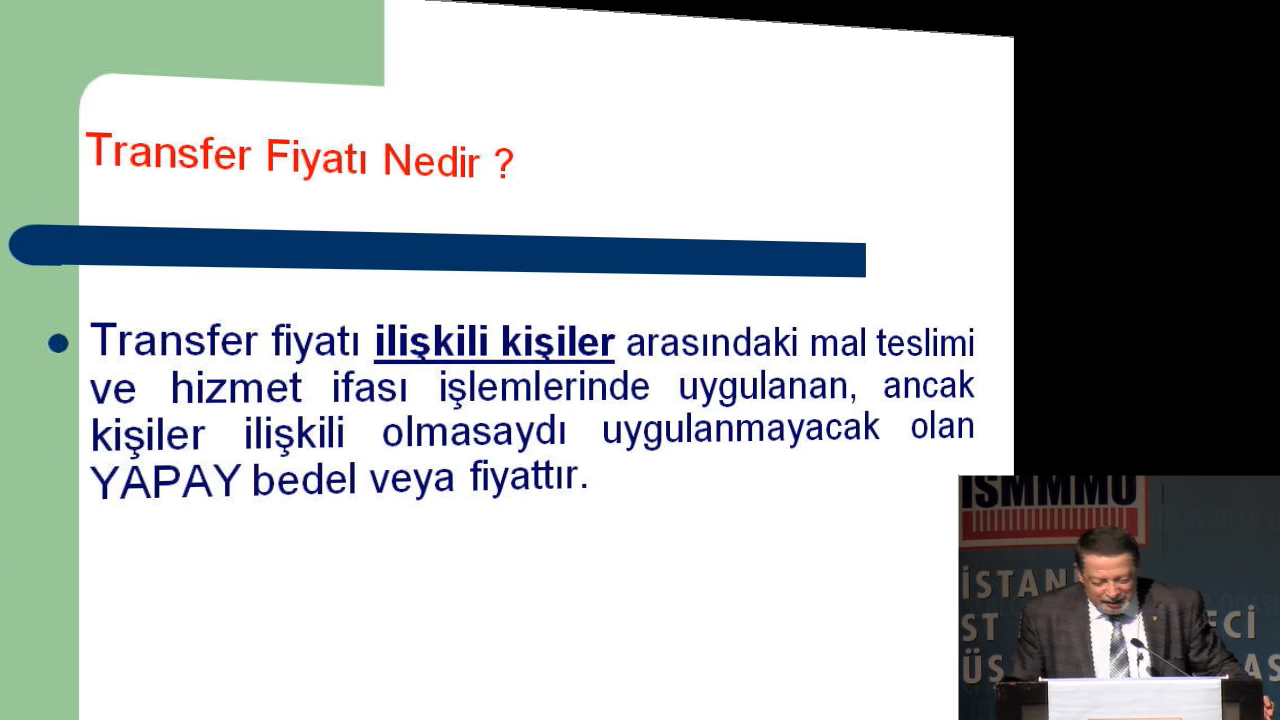 Transfer Fiyatı Nedir ?
Transfer fiyatı ilişkili kişiler arasındaki mal teslimi
ve hizmet ifası işlemlerinde uygulanan, ancak
kişiler ilişkili olmasaydı uygulanmayacak olan
YAPAY bedel veya fiyattır.
İSMMMO